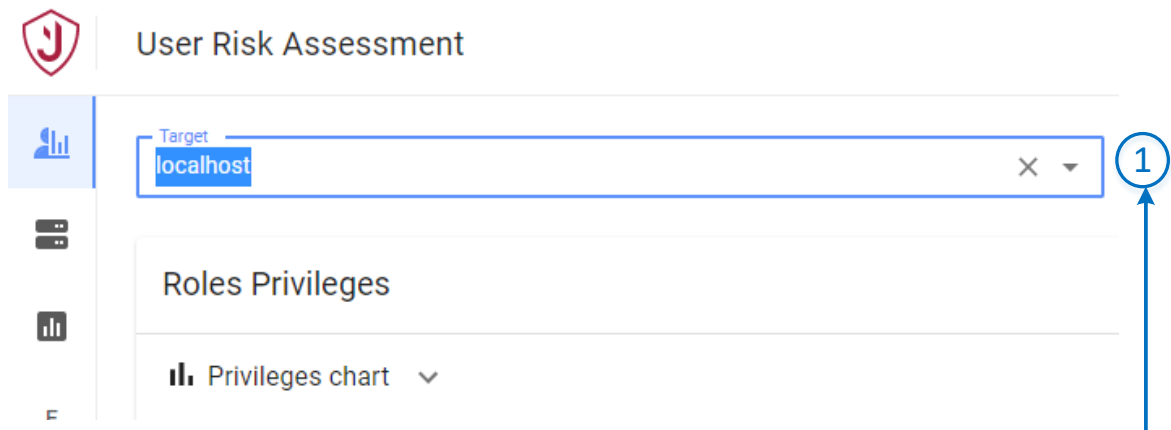 User Risk Assessment
Target
localhost
1
Roles Privileges
Privileges chart